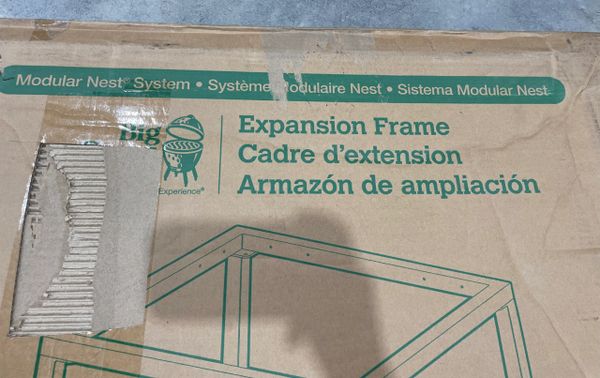 Modular Nest® System • Système Modulaire Nest • Sistema Modular Nest
Big
Experience®
Expansion Frame
Cadre d'extension
Armazón de ampliación